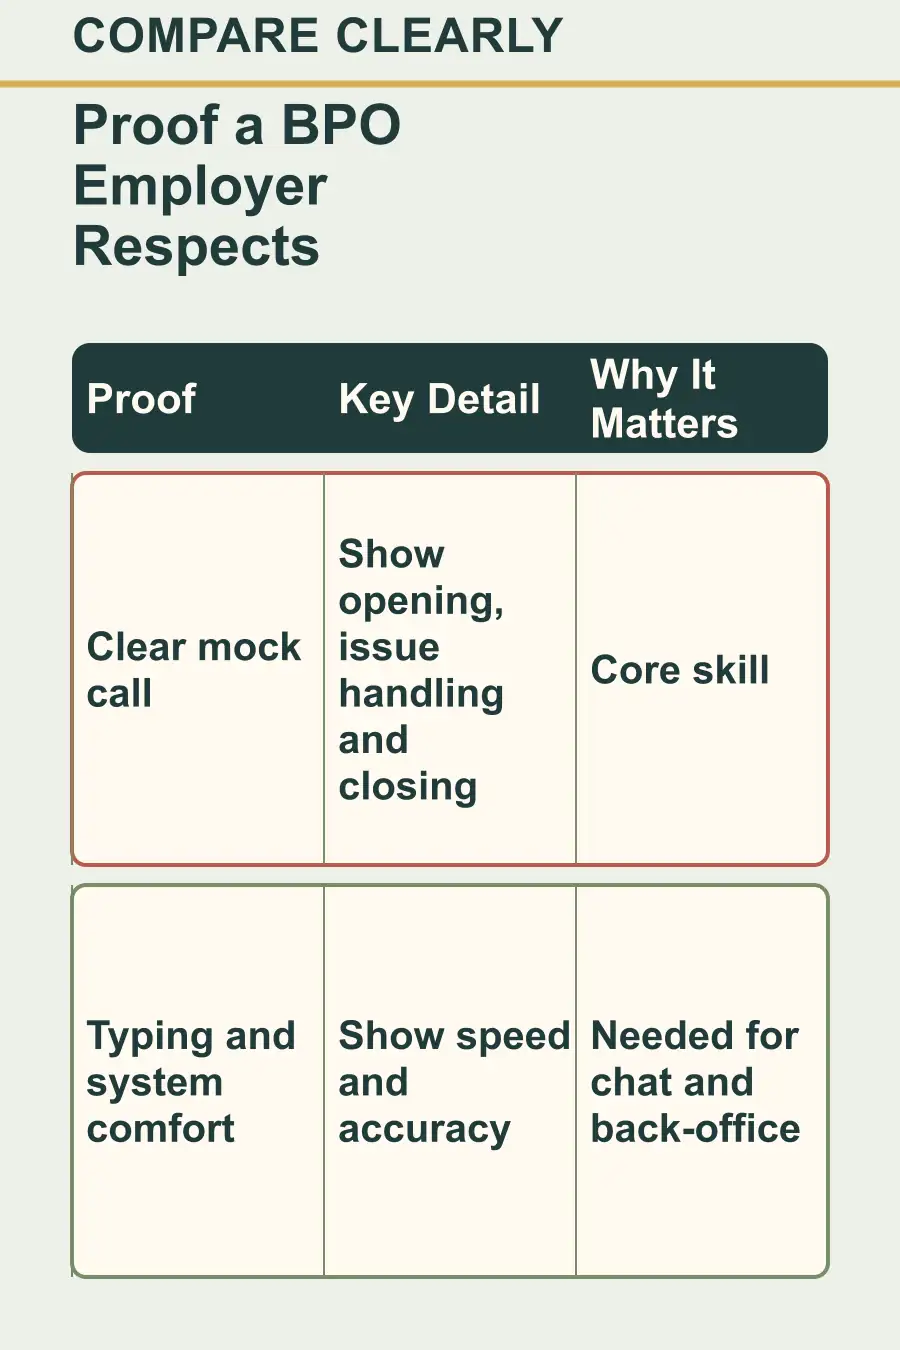 COMPARE CLEARLY
Proof a BPO
Employer
Respects
Proof
Key Detail
Why It
Matters
Clear mock
call
Show
opening,
issue
handling
and
closing
Core skill
Typing and
system
comfort
Show speed
and
accuracy
Needed for
chat and
back-office